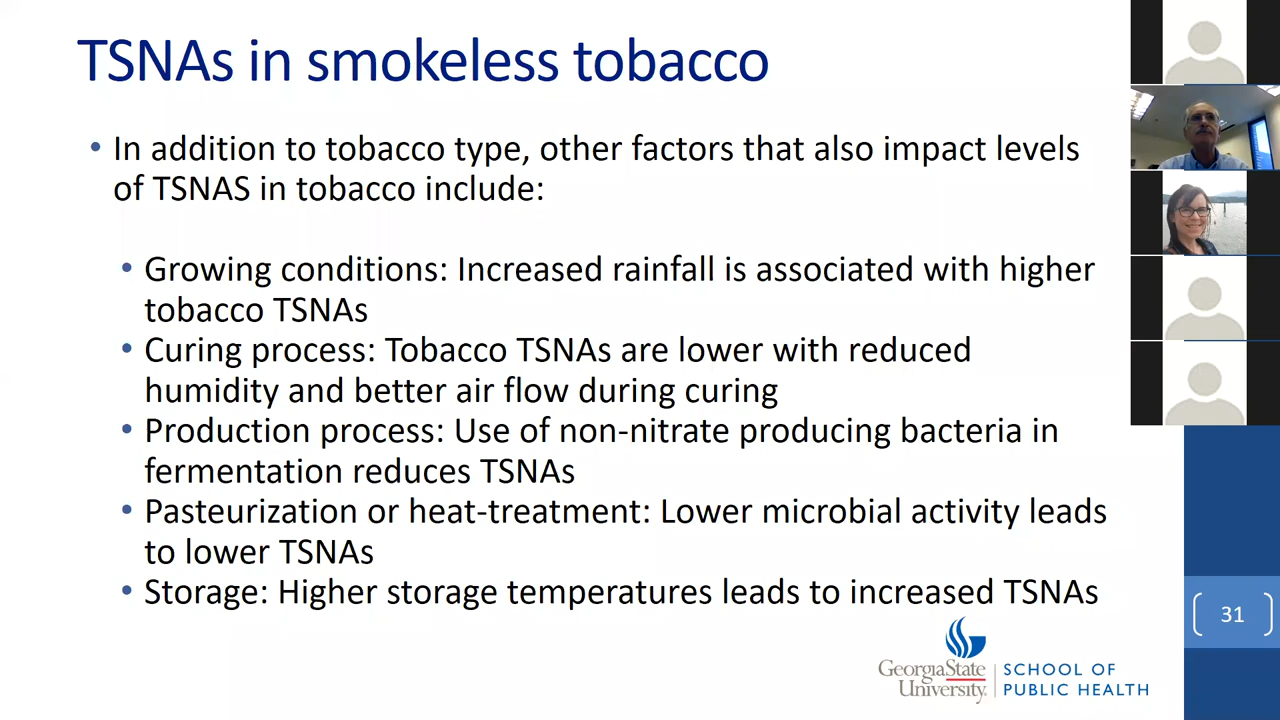 TSNAs in smokeless tobacco
• In addition to tobacco type, other factors that also impact levels
of TSNAS in tobacco include:
• Growing conditions: Increased rainfall is associated with higher
tobacco TSNAs
• Curing process: Tobacco TSNAs are lower with reduced
humidity and better air flow during curing
• Production process: Use of non-nitrate producing bacteria in
fermentation reduces TSNAs
• Pasteurization or heat-treatment: Lower microbial activity leads
to lower TSNAs
• Storage: Higher storage temperatures leads to increased TSNAs
31
GeorgiaState
University
SCHOOL OF
PUBLIC HEALTH